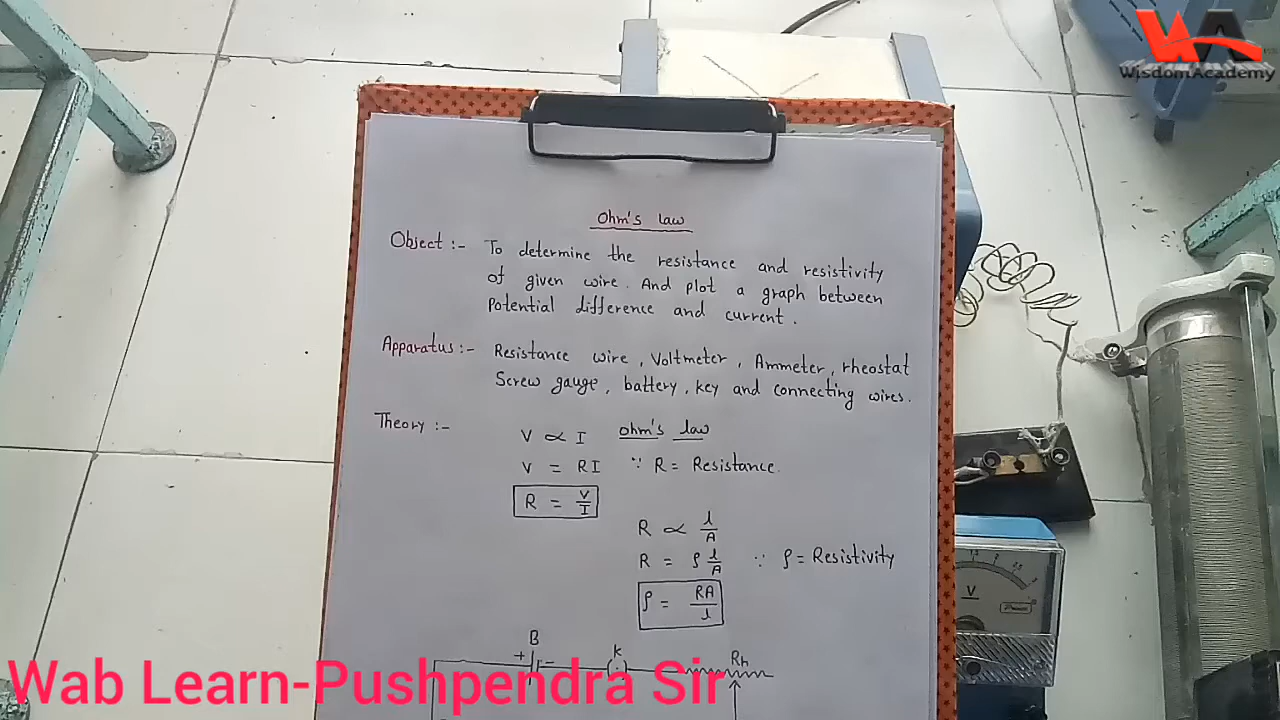 WA
WisdomAcademy
Ohm's law
Object :- To determine the resistance and resistivity
of given wire. And plot a graph between
Potential difference and current.
Apparatus :- Resistance wire, Voltmeter, Ammeter, rheostat
Screw gauge, battery, key and connecting wires.
Theory :-
V ∝ I ohm's law
V = RI ∵ R = Resistance.
R = V/I
R ∝ l/A
R = ρ l/A ∵ ρ = Resistivity
ρ = RA/l
B
+ -
K
Rh
V
Wab Learn-Pushpendra Sir